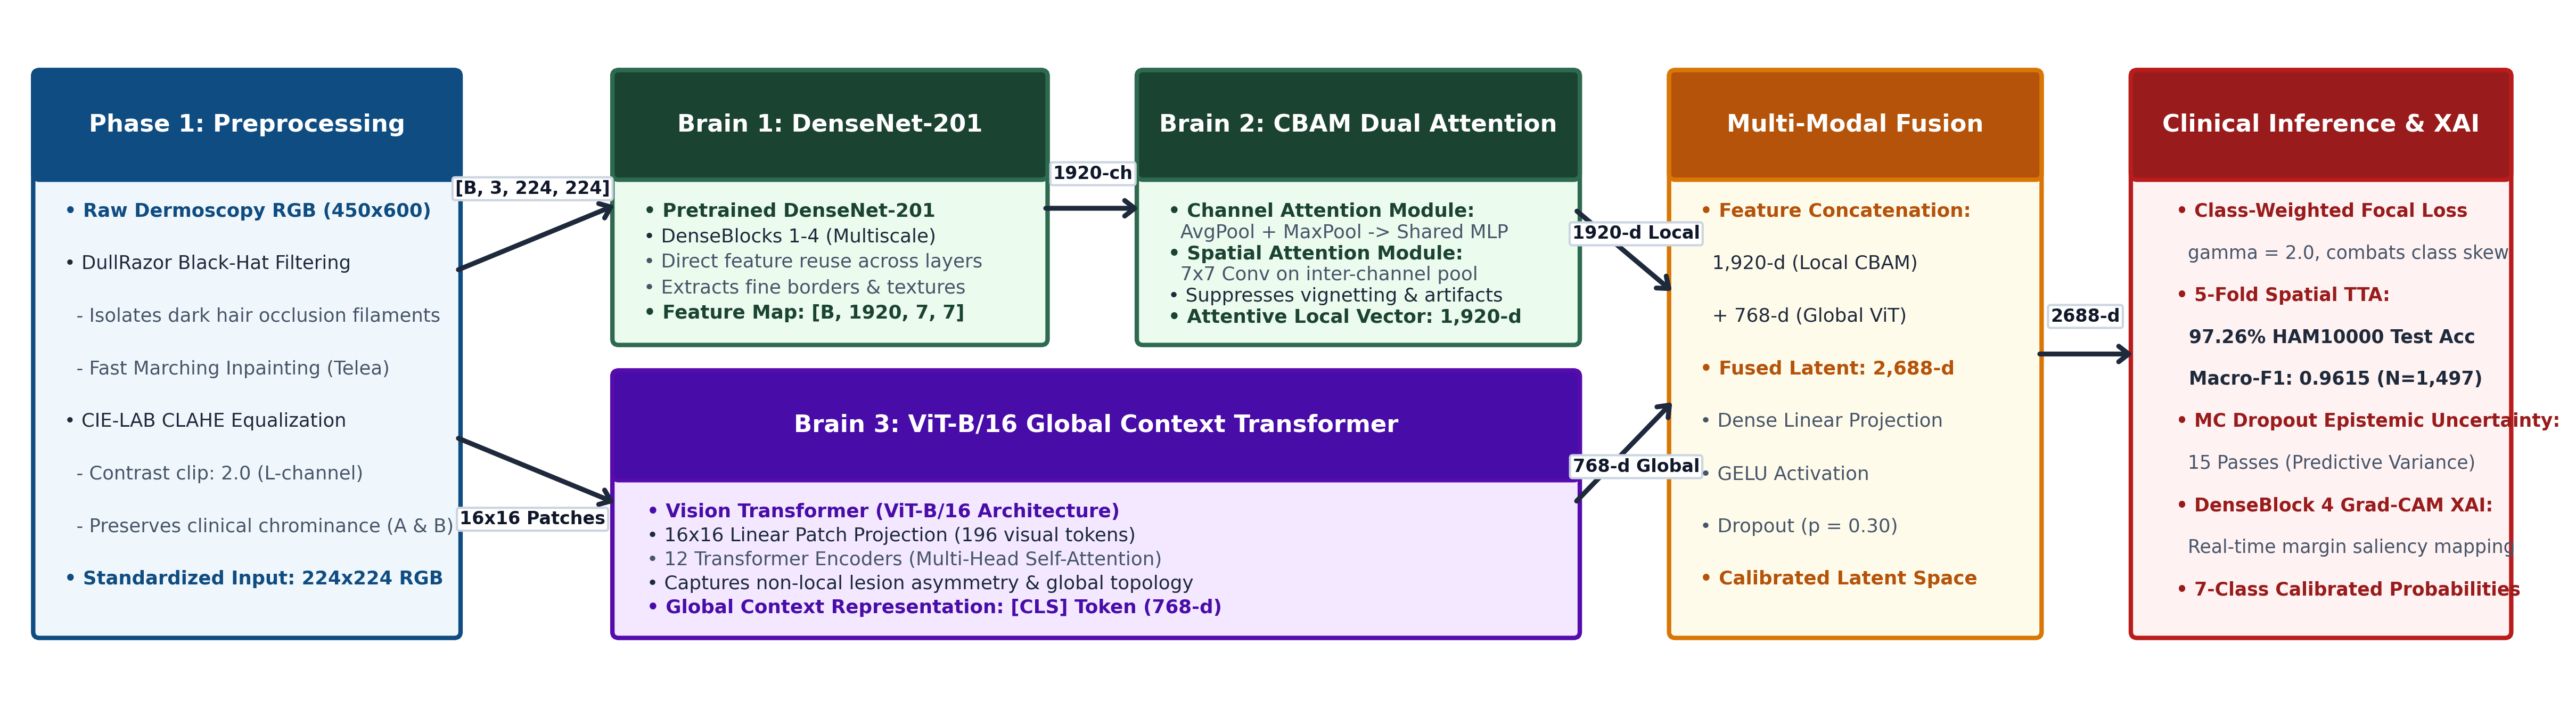 Phase 1: Preprocessing
• Raw Dermoscopy RGB (450x600)
• DullRazor Black-Hat Filtering
- Isolates dark hair occlusion filaments
- Fast Marching Inpainting (Telea)
• CIE-LAB CLAHE Equalization
- Contrast clip: 2.0 (L-channel)
- Preserves clinical chrominance (A & B)
• Standardized Input: 224x224 RGB
[B, 3, 224, 224]
16x16 Patches
Brain 1: DenseNet-201
• Pretrained DenseNet-201
• DenseBlocks 1-4 (Multiscale)
• Direct feature reuse across layers
• Extracts fine borders & textures
• Feature Map: [B, 1920, 7, 7]
1920-ch
Brain 2: CBAM Dual Attention
• Channel Attention Module:
AvgPool + MaxPool -> Shared MLP
• Spatial Attention Module:
7x7 Conv on inter-channel pool
• Suppresses vignetting & artifacts
• Attentive Local Vector: 1,920-d
Brain 3: ViT-B/16 Global Context Transformer
• Vision Transformer (ViT-B/16 Architecture)
• 16x16 Linear Patch Projection (196 visual tokens)
• 12 Transformer Encoders (Multi-Head Self-Attention)
• Captures non-local lesion asymmetry & global topology
• Global Context Representation: [CLS] Token (768-d)
1920-d Local
768-d Global
Multi-Modal Fusion
• Feature Concatenation:
1,920-d (Local CBAM)
+ 768-d (Global ViT)
• Fused Latent: 2,688-d
• Dense Linear Projection
• GELU Activation
• Dropout (p = 0.30)
• Calibrated Latent Space
2688-d
Clinical Inference & XAI
• Class-Weighted Focal Loss
gamma = 2.0, combats class skew
• 5-Fold Spatial TTA:
97.26% HAM10000 Test Acc
Macro-F1: 0.9615 (N=1,497)
• MC Dropout Epistemic Uncertainty:
15 Passes (Predictive Variance)
• DenseBlock 4 Grad-CAM XAI:
Real-time margin saliency mapping
• 7-Class Calibrated Probabilities